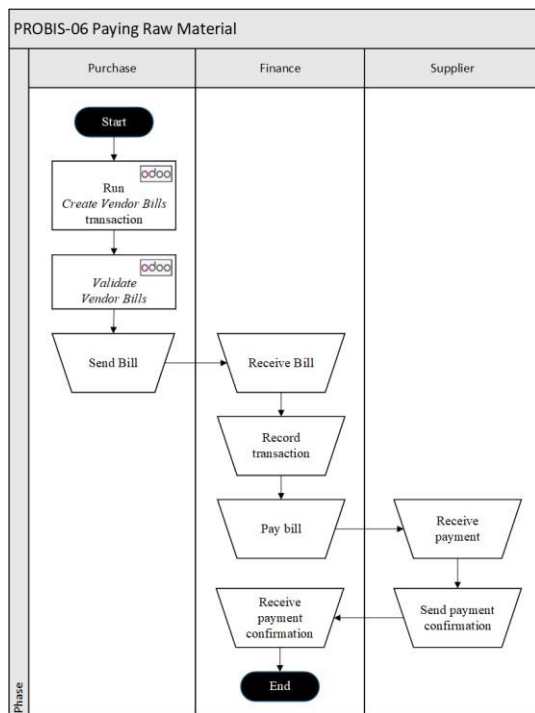 PROBIS-06 Paying Raw Material
Purchase
Finance
Supplier
Start
odoo
Run
Create Vendor Bills
transaction
odoo
Validate
Vendor Bills
Send Bill
Receive Bill
Record
transaction
Pay bill
Receive
payment
Send payment
confirmation
Receive
payment
confirmation
End
Phase